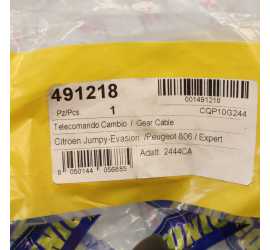 491218
001491218
Pz/Pcs 1
CQP10G244
Telecomando Cambio / Gear Cable
Citroen Jumpy-Evasion /Peugeot 806 / Expert
Adatt. 2444CA
8 050144 056885